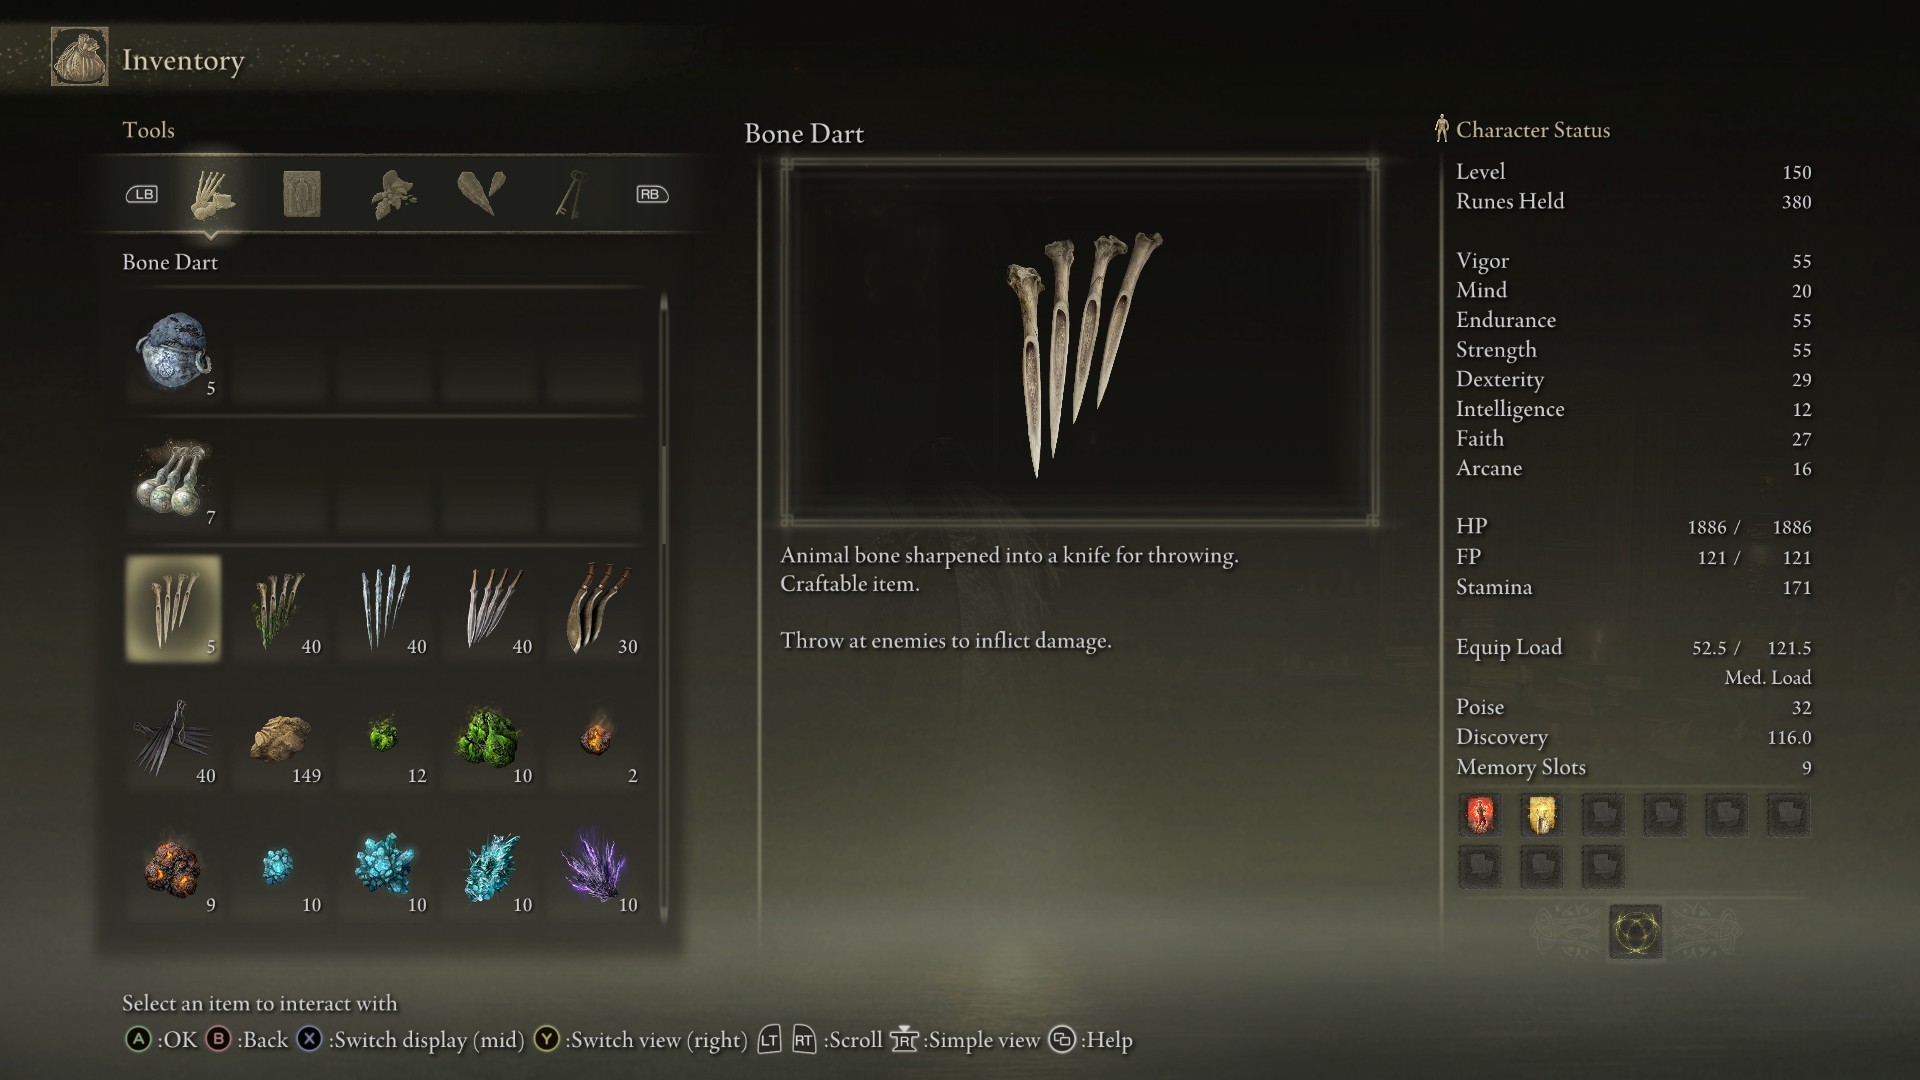 Inventory
Tools
LB
RB
Bone Dart
5
7
5
40
40
40
30
40
149
12
10
2
9
10
10
10
10
Bone Dart
Animal bone sharpened into a knife for throwing.
Craftable item.
Throw at enemies to inflict damage.
Character Status
Level 150
Runes Held 380
Vigor 55
Mind 20
Endurance 55
Strength 55
Dexterity 29
Intelligence 12
Faith 27
Arcane 16
HP 1886 / 1886
FP 121 / 121
Stamina 171
Equip Load 52.5 / 121.5
Med. Load
Poise 32
Discovery 116.0
Memory Slots 9
Select an item to interact with
A :OK B :Back X :Switch display (mid) Y :Switch view (right) LT RT :Scroll R :Simple view :Help